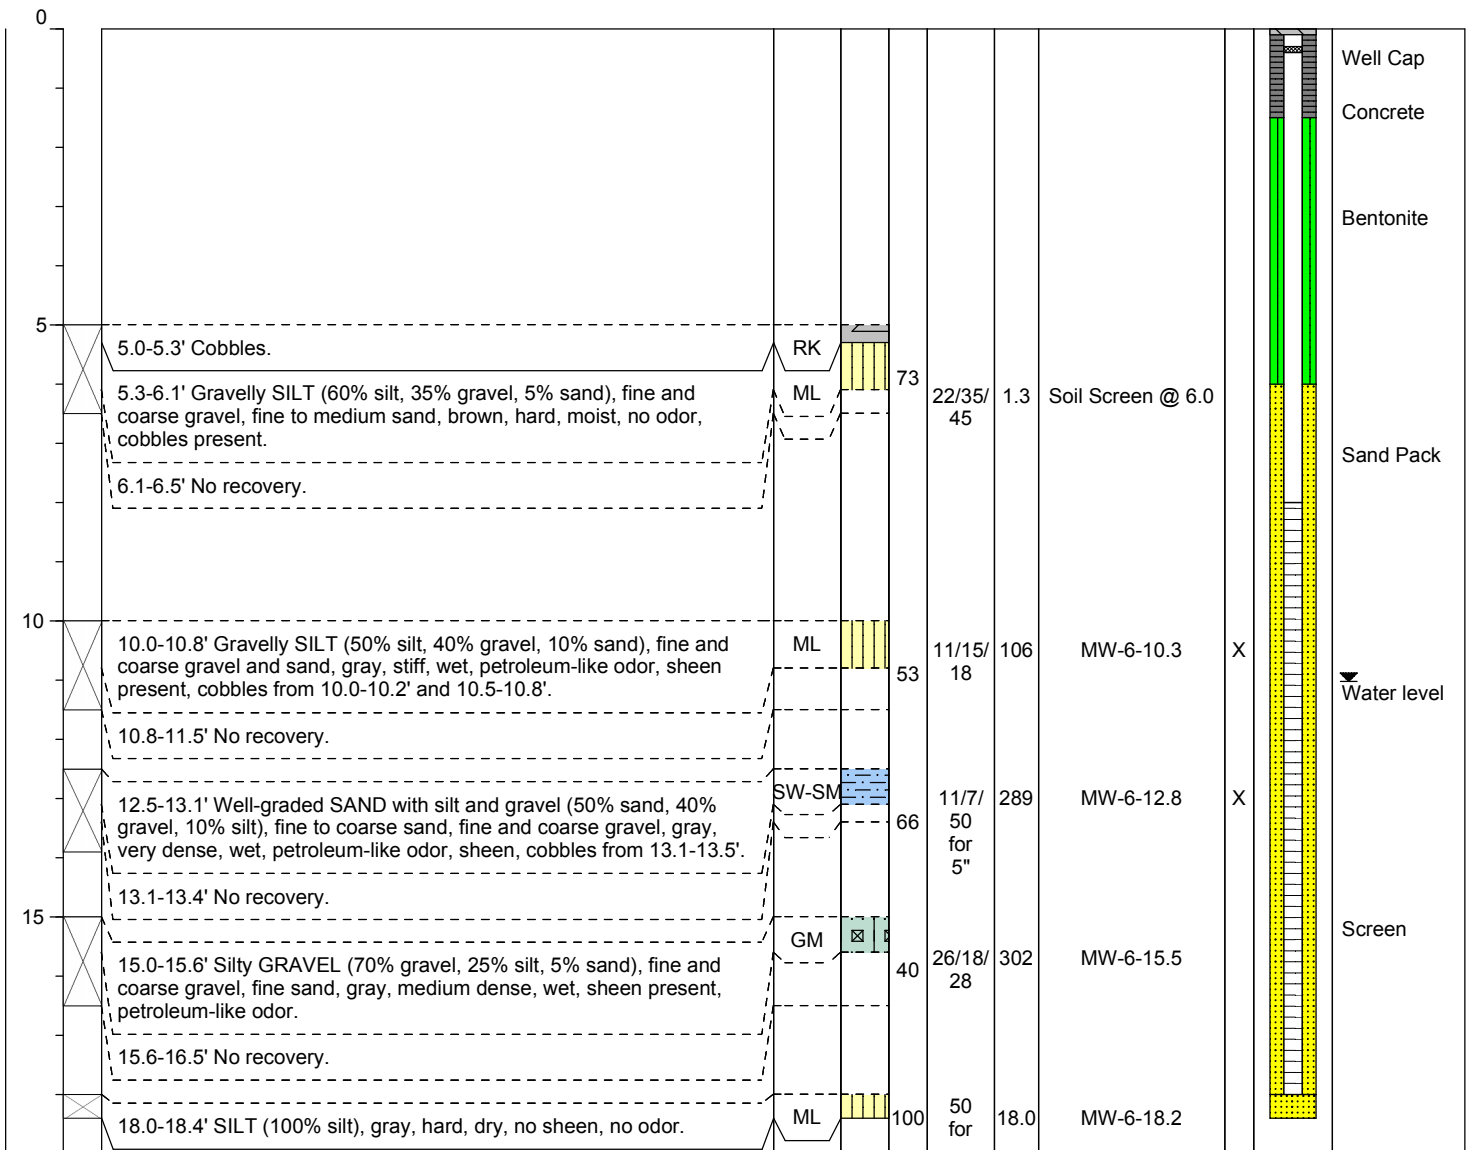 0
Well Cap
Concrete
Bentonite
5
5.0-5.3' Cobbles.
RK
73
5.3-6.1' Gravelly SILT (60% silt, 35% gravel, 5% sand), fine and
coarse gravel, fine to medium sand, brown, hard, moist, no odor,
cobbles present.
ML
22/35/
45
1.3
Soil Screen @ 6.0
Sand Pack
6.1-6.5' No recovery.
10
10.0-10.8' Gravelly SILT (50% silt, 40% gravel, 10% sand), fine and
coarse gravel and sand, gray, stiff, wet, petroleum-like odor, sheen
present, cobbles from 10.0-10.2' and 10.5-10.8'.
ML
53
11/15/
18
106
MW-6-10.3
X
Water level
10.8-11.5' No recovery.
12.5-13.1' Well-graded SAND with silt and gravel (50% sand, 40%
gravel, 10% silt), fine to coarse sand, fine and coarse gravel, gray,
very dense, wet, petroleum-like odor, sheen, cobbles from 13.1-13.5'.
SW-SM
66
11/7/
50
for
5"
289
MW-6-12.8
X
13.1-13.4' No recovery.
15
Screen
15.0-15.6' Silty GRAVEL (70% gravel, 25% silt, 5% sand), fine and
coarse gravel, fine sand, gray, medium dense, wet, sheen present,
petroleum-like odor.
GM
40
26/18/
28
302
MW-6-15.5
15.6-16.5' No recovery.
18.0-18.4' SILT (100% silt), gray, hard, dry, no sheen, no odor.
ML
100
50
for
18.0
MW-6-18.2